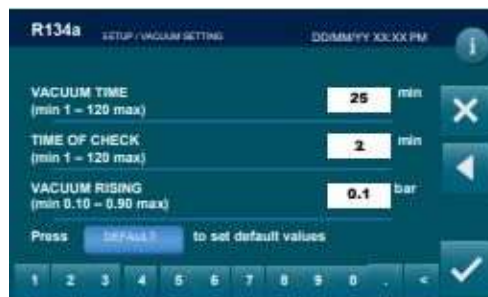 R134a SETUP / VACUUM SETTING DD/MM/YY XX:XX PM
i
VACUUM TIME 25 min
(min 1 – 120 max)
TIME OF CHECK 2 min
(min 1 – 120 max)
VACUUM RISING 0.1 bar
(min 0.10 – 0.90 max)
Press DEFAULT to set default values
1 2 3 4 5 6 7 8 9 0 . <